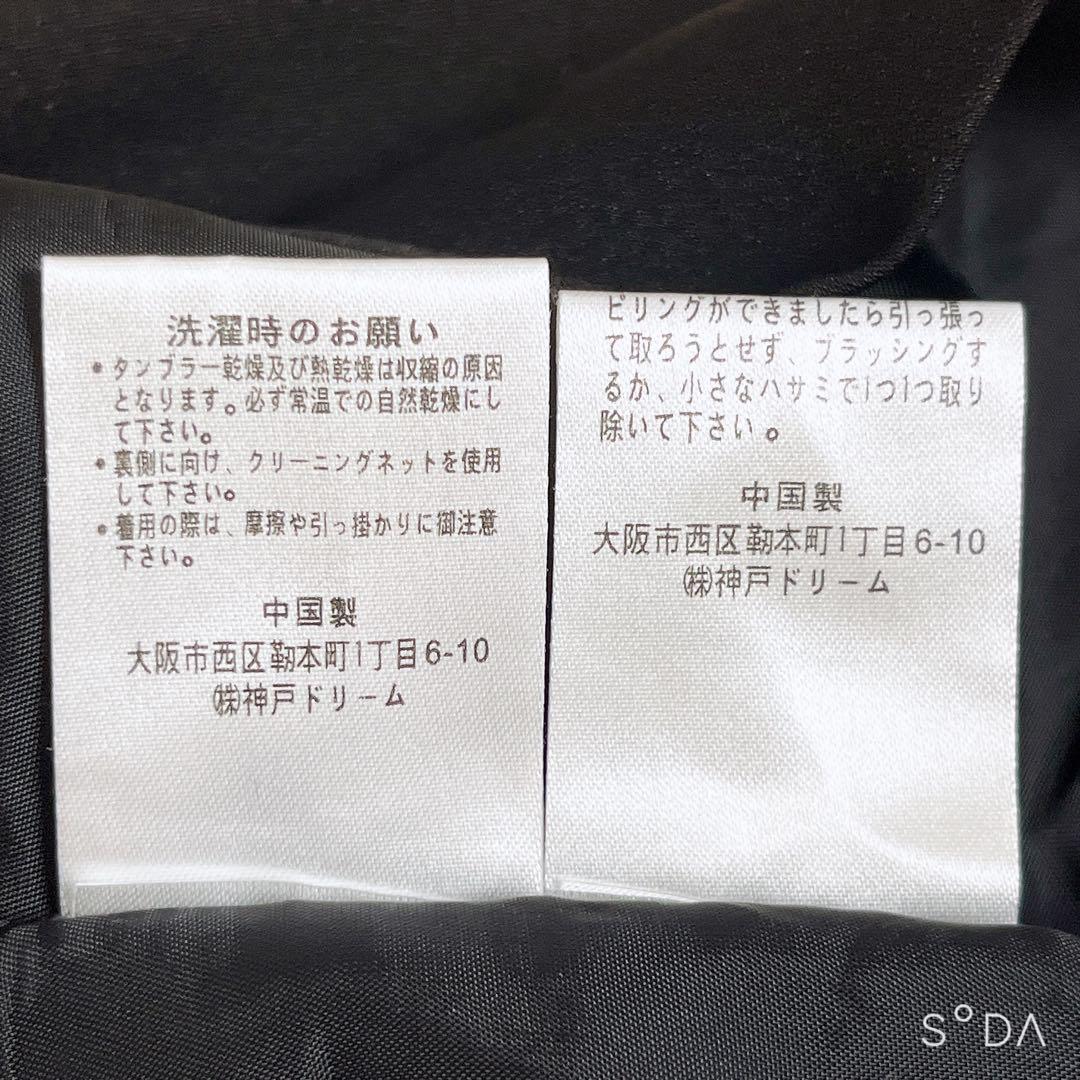 洗濯時のお願い
•タンブラー乾燥及び熱乾燥は収縮の原因
となります。必ず常温での自然乾燥にし
て下さい。
•裏側に向け、クリーニングネットを使用
して下さい。
•着用の際は、摩擦や引っ掛かりに御注意
下さい。
中国製
大阪市西区靭本町1丁目6-10
㈱神戸ドリーム
ピリングができましたら引っ張っ
て取ろうとせず、ブラッシングす
るか、小さなハサミで1つ1つ取り
除いて下さい。
中国製
大阪市西区靭本町1丁目6-10
㈱神戸ドリーム
SODA